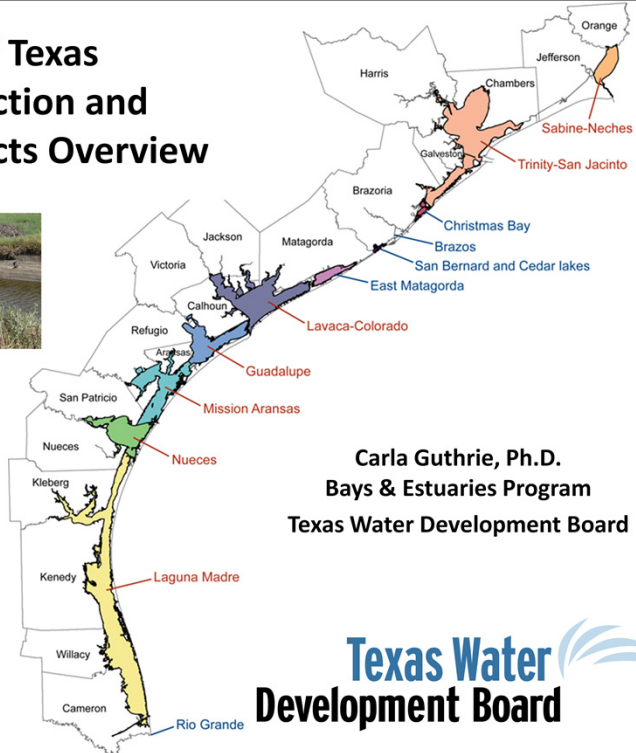 Texas
ction and
cts Overview
Orange
Jefferson
Harris
Chambers
Sabine-Neches
Galveston
Trinity-San Jacinto
Brazoria
Christmas Bay
Brazos
San Bernard and Cedar lakes
East Matagorda
Jackson
Matagorda
Victoria
Calhoun
Lavaca-Colorado
Refugio
Aransas
Guadalupe
San Patricio
Mission Aransas
Nueces
Nueces
Kleberg
Carla Guthrie, Ph.D.
Bays & Estuaries Program
Texas Water Development Board
Kenedy
Laguna Madre
Willacy
Cameron
Rio Grande
Texas Water
Development Board